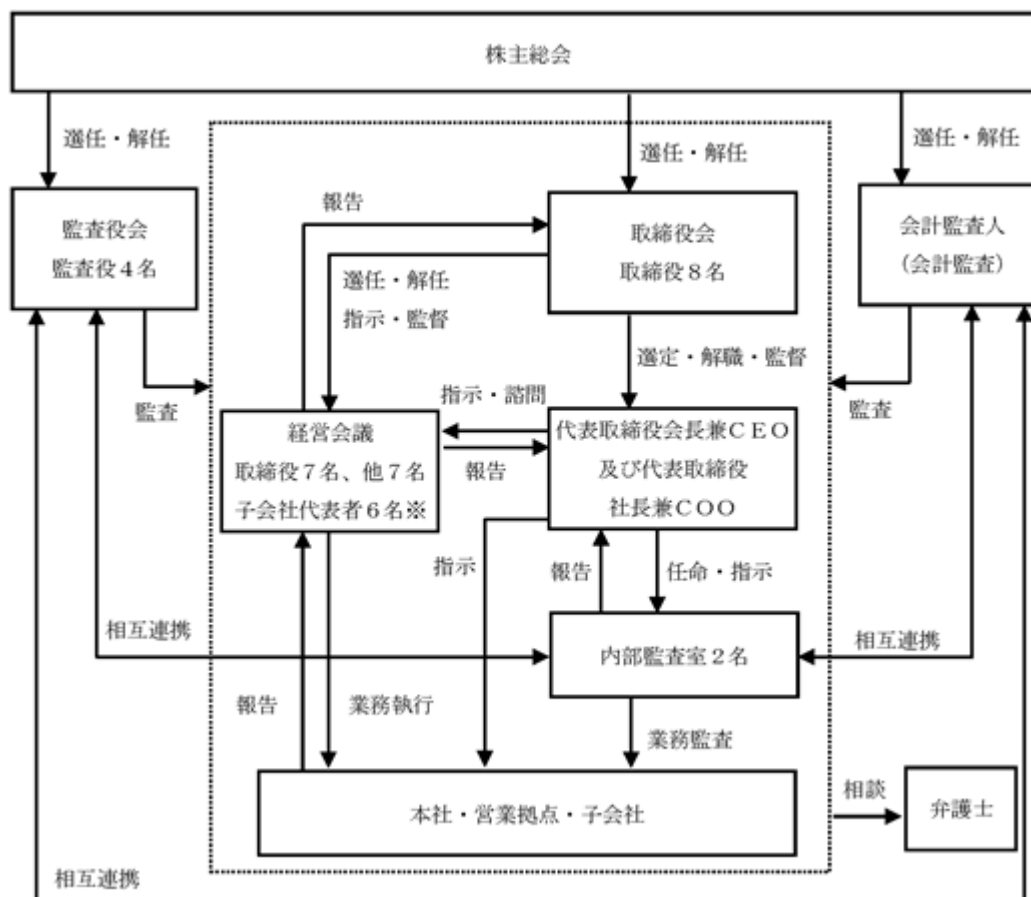 株主総会
選任・解任
選任・解任
選任・解任
監査役会
監査役４名
報告
取締役会
取締役８名
会計監査人
（会計監査）
選任・解任
指示・監督
選定・解職・監督
監査
指示・諮問
監査
経営会議
取締役７名、他７名
子会社代表者６名※
報告
代表取締役会長兼ＣＥＯ
及び代表取締役
社長兼ＣＯＯ
指示
報告
任命・指示
相互連携
内部監査室２名
相互連携
報告
業務執行
業務監査
本社・営業拠点・子会社
相談
弁護士
相互連携